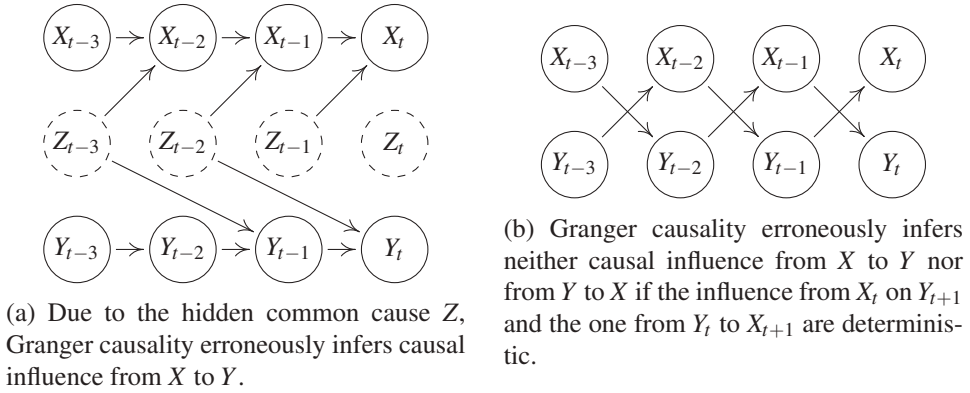 X_{t−3} X_{t−2} X_{t−1} X_t
Z_{t−3} Z_{t−2} Z_{t−1} Z_t
Y_{t−3} Y_{t−2} Y_{t−1} Y_t
(a) Due to the hidden common cause Z,
Granger causality erroneously infers causal
influence from X to Y.
X_{t−3} X_{t−2} X_{t−1} X_t
Y_{t−3} Y_{t−2} Y_{t−1} Y_t
(b) Granger causality erroneously infers
neither causal influence from X to Y nor
from Y to X if the influence from X_t on Y_{t+1}
and the one from Y_t to X_{t+1} are determinis-
tic.